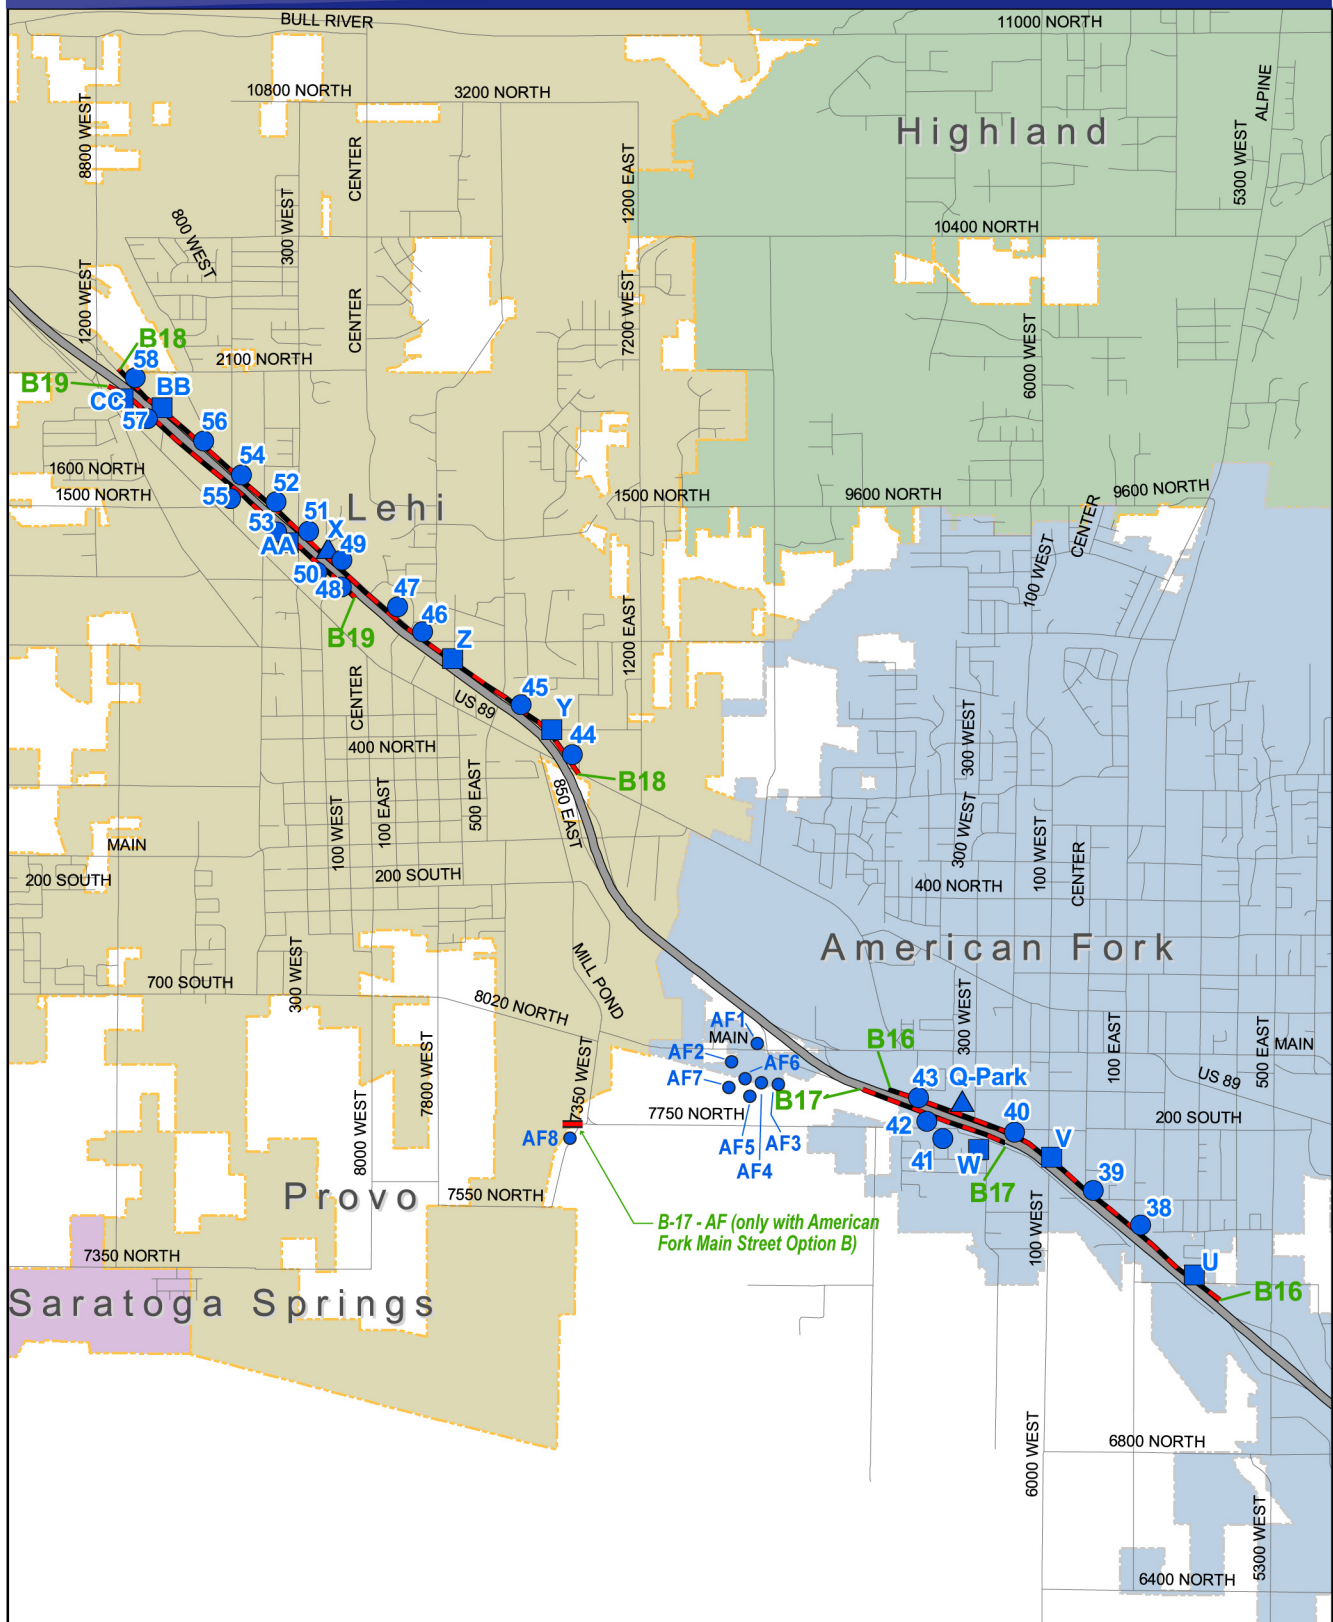 BULL RIVER
11000 NORTH
10800 NORTH
3200 NORTH
ALPINE
8800 WEST
Highland
CENTER
1200 EAST
5300 WEST
300 WEST
800 WEST
10400 NORTH
1200 WEST
CENTER
7200 WEST
6000 WEST
B18
58
2100 NORTH
B19
BB
CC
57
56
54
1600 NORTH
1500 NORTH
55
52
Lehi
1500 NORTH
9600 NORTH
9600 NORTH
53
51
X
AA
49
CENTER
50
48
100 WEST
47
46
B19
Z
1200 EAST
CENTER
US 89
45
Y
300 WEST
400 NORTH
44
B18
500 EAST
850 EAST
100 WEST
100 EAST
MAIN
300 WEST
100 WEST
CENTER
200 SOUTH
200 SOUTH
400 NORTH
American Fork
700 SOUTH
300 WEST
MILL POND
8020 NORTH
AF1
MAIN
300 WEST
100 EAST
500 EAST
MAIN
B16
AF2
AF6
AF7
7800 WEST
7350 WEST
43
Q-Park
US 89
B17
7750 NORTH
200 SOUTH
8000 WEST
AF8
AF5
AF3
AF4
42
40
41
W
V
B17
39
Provo
7550 NORTH
38
B-17 - AF (only with American
Fork Main Street Option B)
100 WEST
7350 NORTH
U
B16
Saratoga Springs
6000 WEST
6800 NORTH
5300 WEST
6400 NORTH